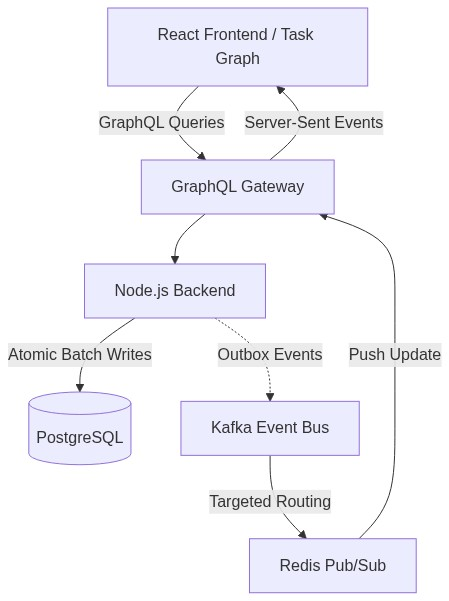 React Frontend / Task
Graph
GraphQL Queries
Server-Sent Events
GraphQL Gateway
Node.js Backend
Atomic Batch Writes
Outbox Events
Push Update
PostgreSQL
Kafka Event Bus
Targeted Routing
Redis Pub/Sub